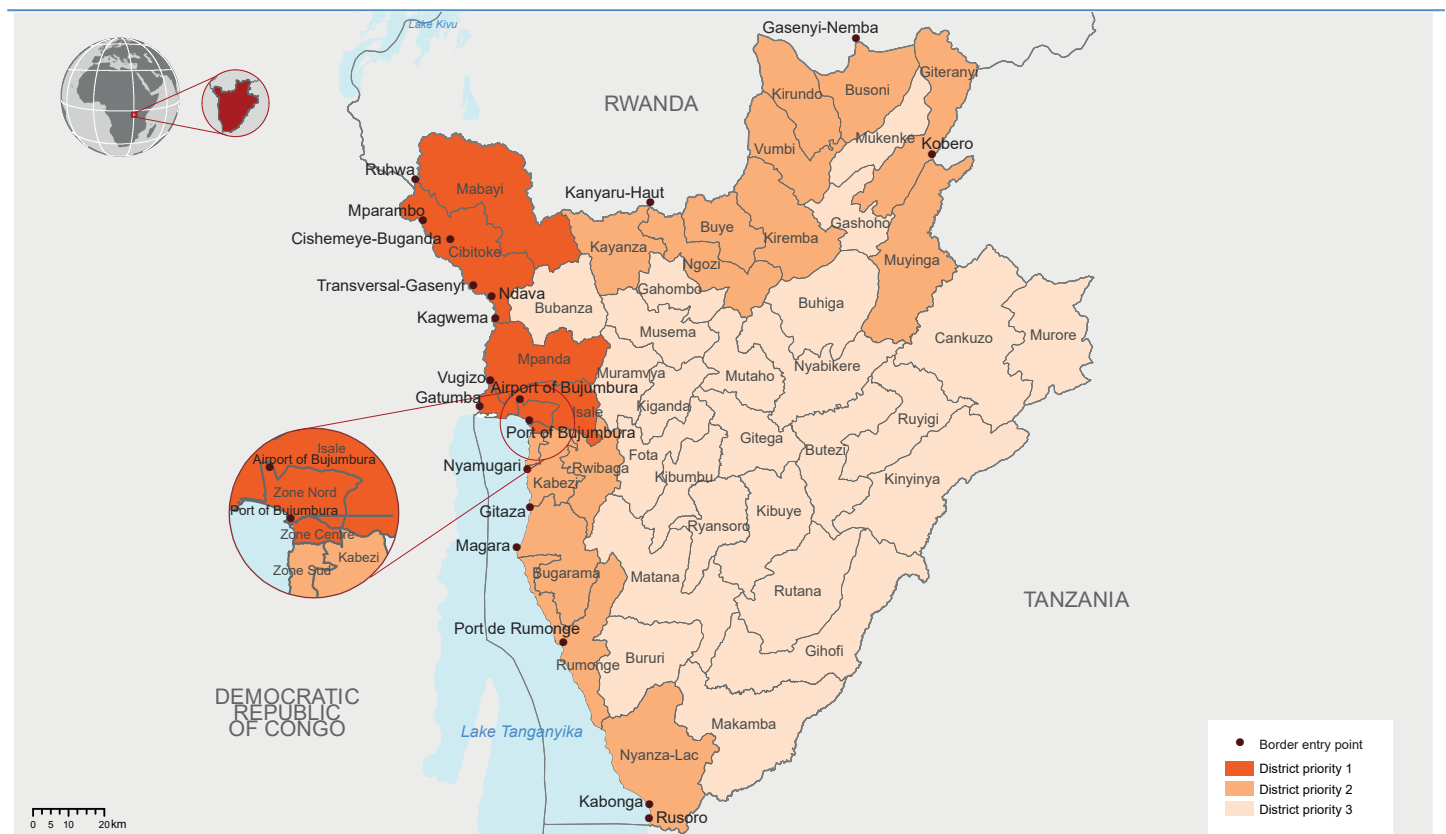 Lake Kivu
Gasenyi-Nemba
Giteranyi
Busoni
Kirundo
RWANDA
Mukenke
Kobero
Vumbi
Ruhwa
Mabayi
Kanyaru-Haut
Mparambo
Cishemeye-Buganda
Cibitoke
Kayanza
Buye
Kiremba
Gashoho
Ngozi
Muyinga
Transversal-Gasenyi
Ndava
Gahombo
Bubanza
Buhiga
Kagwema
Musema
Cankuzo
Murore
Mpanda
Muramvya
Mutaho
Nyabikere
Vugizo
Airport of Bujumbura
Gatumba
Isale
Kiganda
Ruyigi
Port of Bujumbura
Gitega
Butezi
Fota
Nyamugari
Rwibaga
Kabezi
Kibumbu
Kinyinya
Isale
Airport of Bujumbura
Zone Nord
Port of Bujumbura
Zone Centre
Kabezi
Zone Sud
Gitaza
Ryansoro
Kibuye
Magara
Bugarama
Matana
Rutana
TANZANIA
Port de Rumonge
Rumonge
Bururi
Gihofi
DEMOCRATIC
REPUBLIC
OF CONGO
Lake Tanganyika
Makamba
Nyanza-Lac
Kabonga
Rusoro
Border entry point
District priority 1
District priority 2
District priority 3
0 5 10 20 km